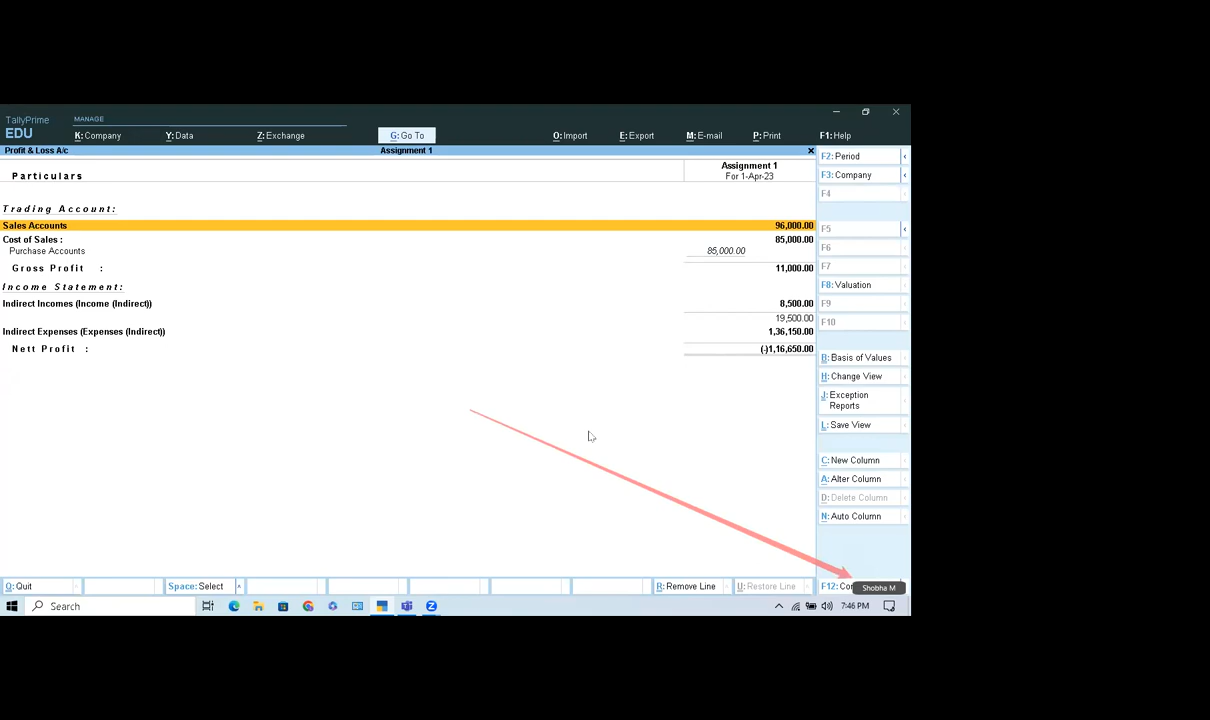 TallyPrime
EDU
MANAGE
K: Company
Y: Data
Z: Exchange
G: Go To
O: Import
E: Export
M: E-mail
P: Print
F1: Help
Profit & Loss A/c
Assignment 1
Particulars
Assignment 1
For 1-Apr-23
Trading Account:
Sales Accounts 96,000.00
Cost of Sales : 85,000.00
Purchase Accounts 85,000.00
Gross Profit : 11,000.00
Income Statement:
Indirect Incomes (Income (Indirect)) 8,500.00
19,500.00
Indirect Expenses (Expenses (Indirect)) 1,36,150.00
Nett Profit : (-)1,16,650.00
F2: Period
F3: Company
F4
F5
F6
F7
F8: Valuation
F9
F10
B: Basis of Values
H: Change View
J: Exception
Reports
L: Save View
C: New Column
A: Alter Column
D: Delete Column
N: Auto Column
Q: Quit
Space: Select
R: Remove Line
U: Restore Line
F12:
Shobha M
Search
7:46 PM